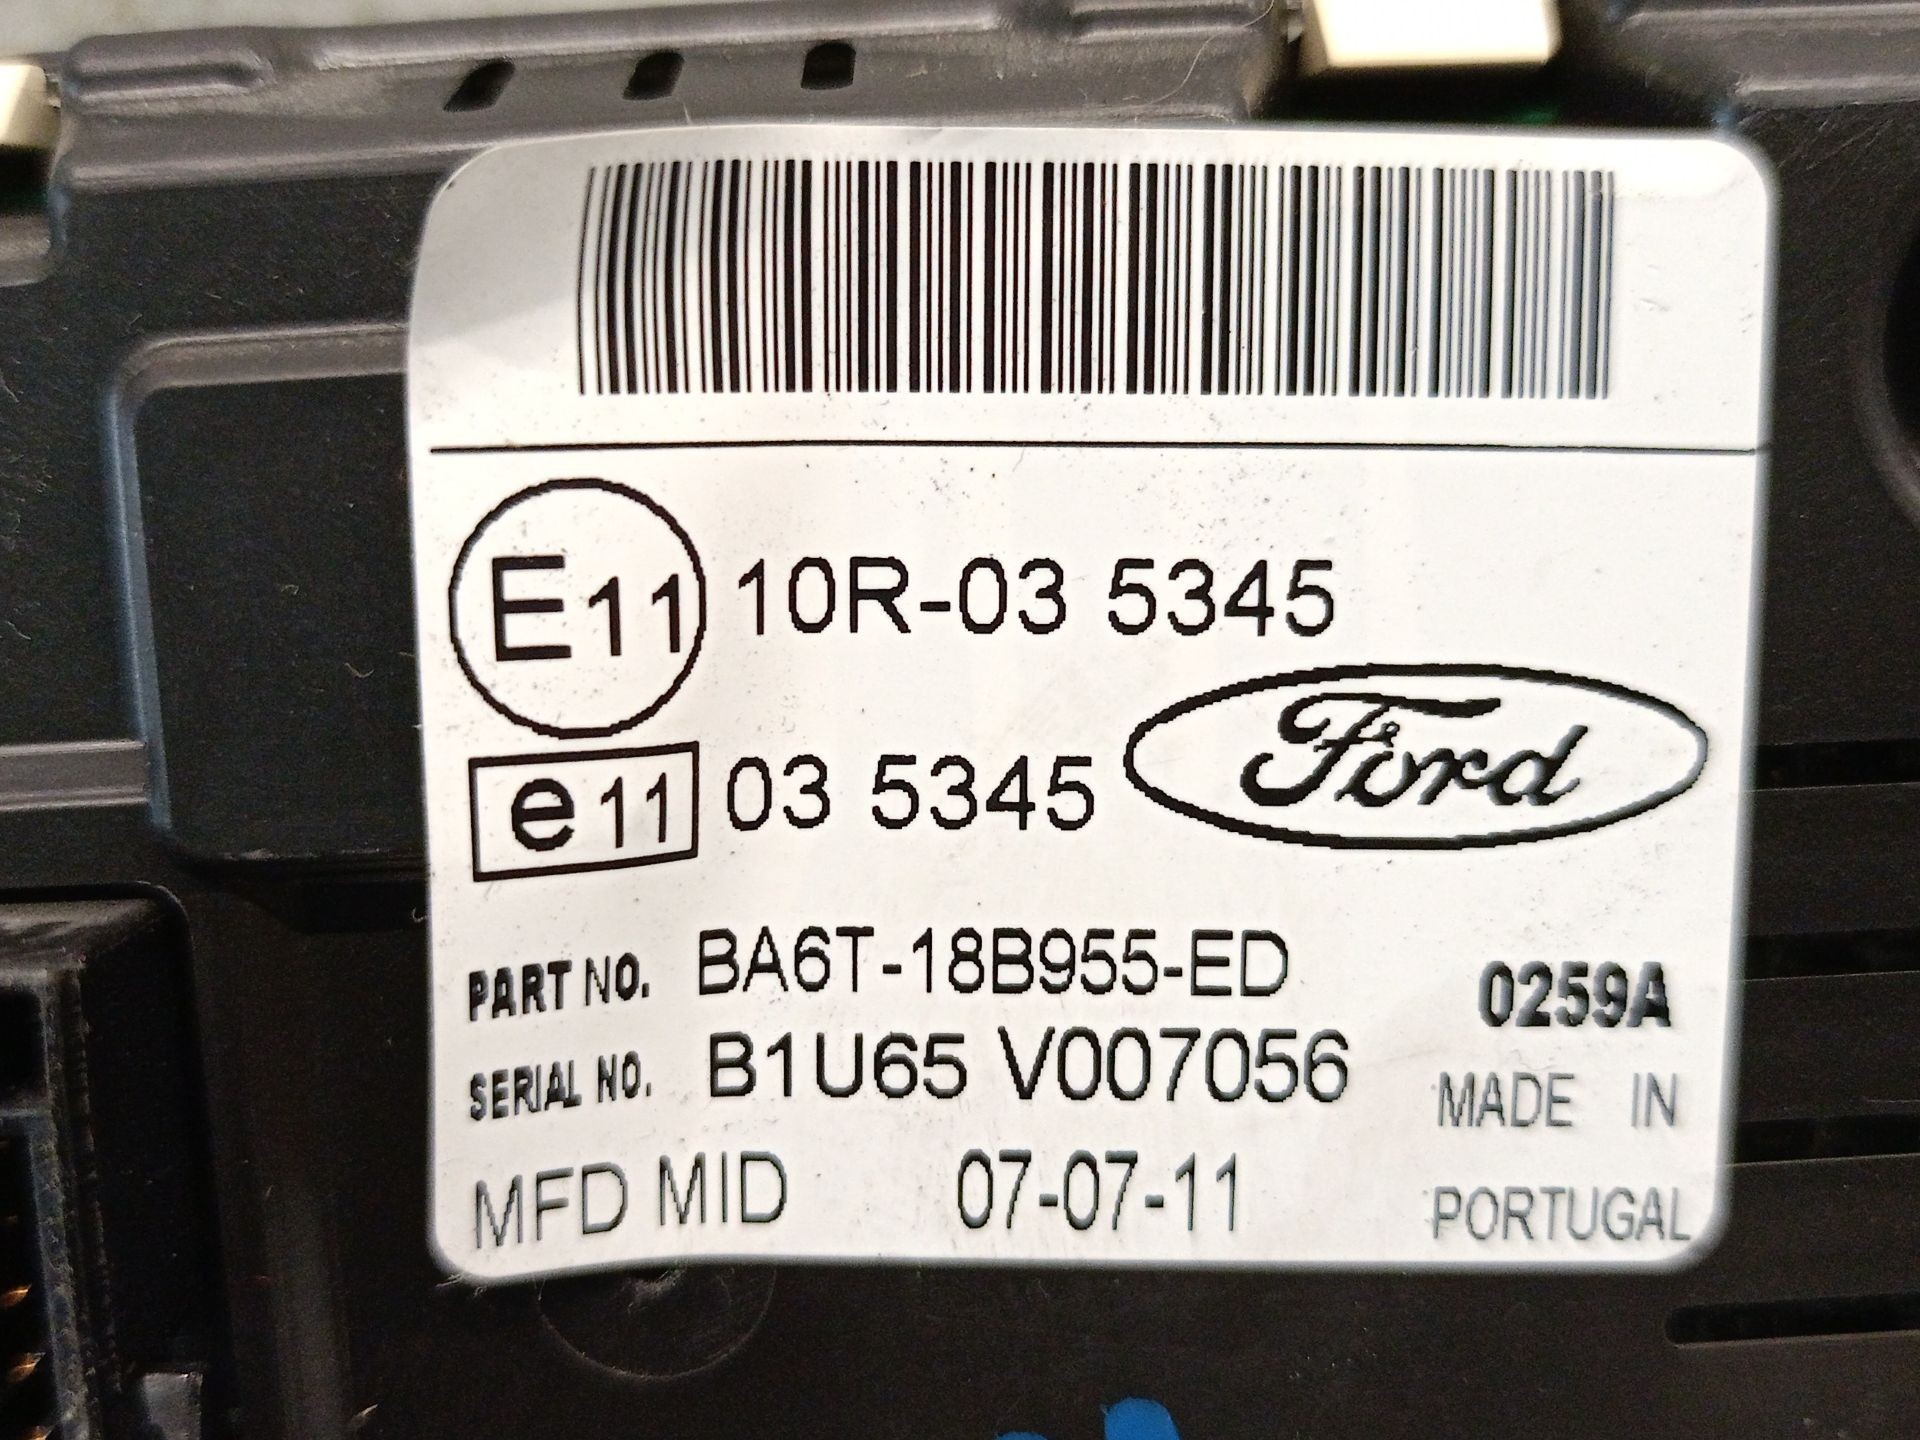 E11 10R-03 5345
e11 03 5345 Ford
PART NO. BA6T-18B955-ED 0259A
SERIAL NO. B1U65 V007056 MADE IN
MFD MID 07-07-11 PORTUGAL